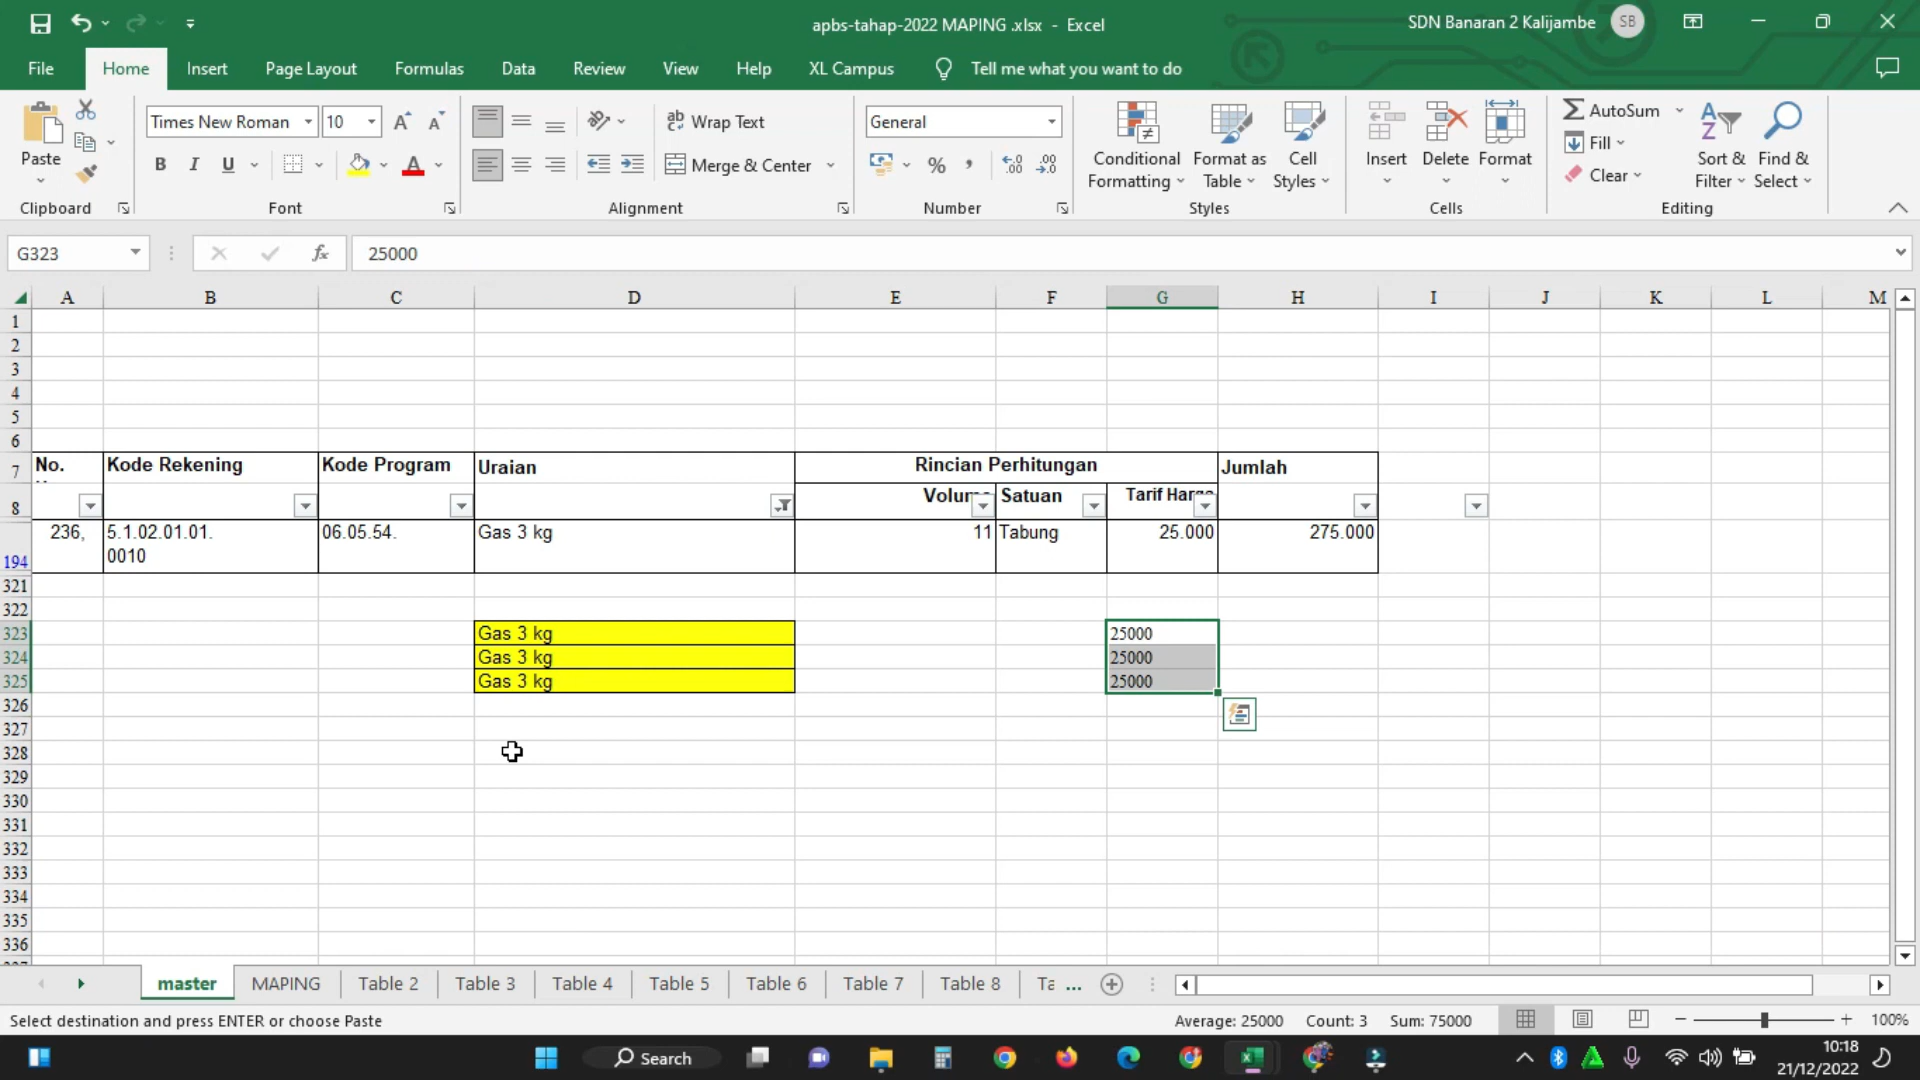 apbs-tahap-2022 MAPING .xlsx - Excel
SDN Banaran 2 Kalijambe
SB
File
Home
Insert
Page Layout
Formulas
Data
Review
View
Help
XL Campus
Tell me what you want to do
Paste
Clipboard
Times New Roman
10
B
I
U
Font
Wrap Text
Merge & Center
Alignment
General
Number
Conditional
Formatting
Format as
Table
Cell
Styles
Styles
Insert
Delete
Format
Cells
AutoSum
Fill
Clear
Sort &
Filter
Find &
Select
Editing
G323
fx
25000
A B C D E F G H I J K L M
1
2
3
4
5
6
7 No. Kode Rekening Kode Program Uraian Rincian Perhitungan Jumlah
8 Satuan
194 236, 5.1.02.01.01. 06.05.54. Gas 3 kg 11 Tabung 25.000 275.000
0010
321
322
323 Gas 3 kg 25000
324 Gas 3 kg 25000
325 Gas 3 kg 25000
326
327
328
329
330
331
332
333
334
335
336
master
MAPING
Table 2
Table 3
Table 4
Table 5
Table 6
Table 7
Table 8
Ta ...
Select destination and press ENTER or choose Paste
Average: 25000 Count: 3 Sum: 75000
100%
Search
10:18
21/12/2022